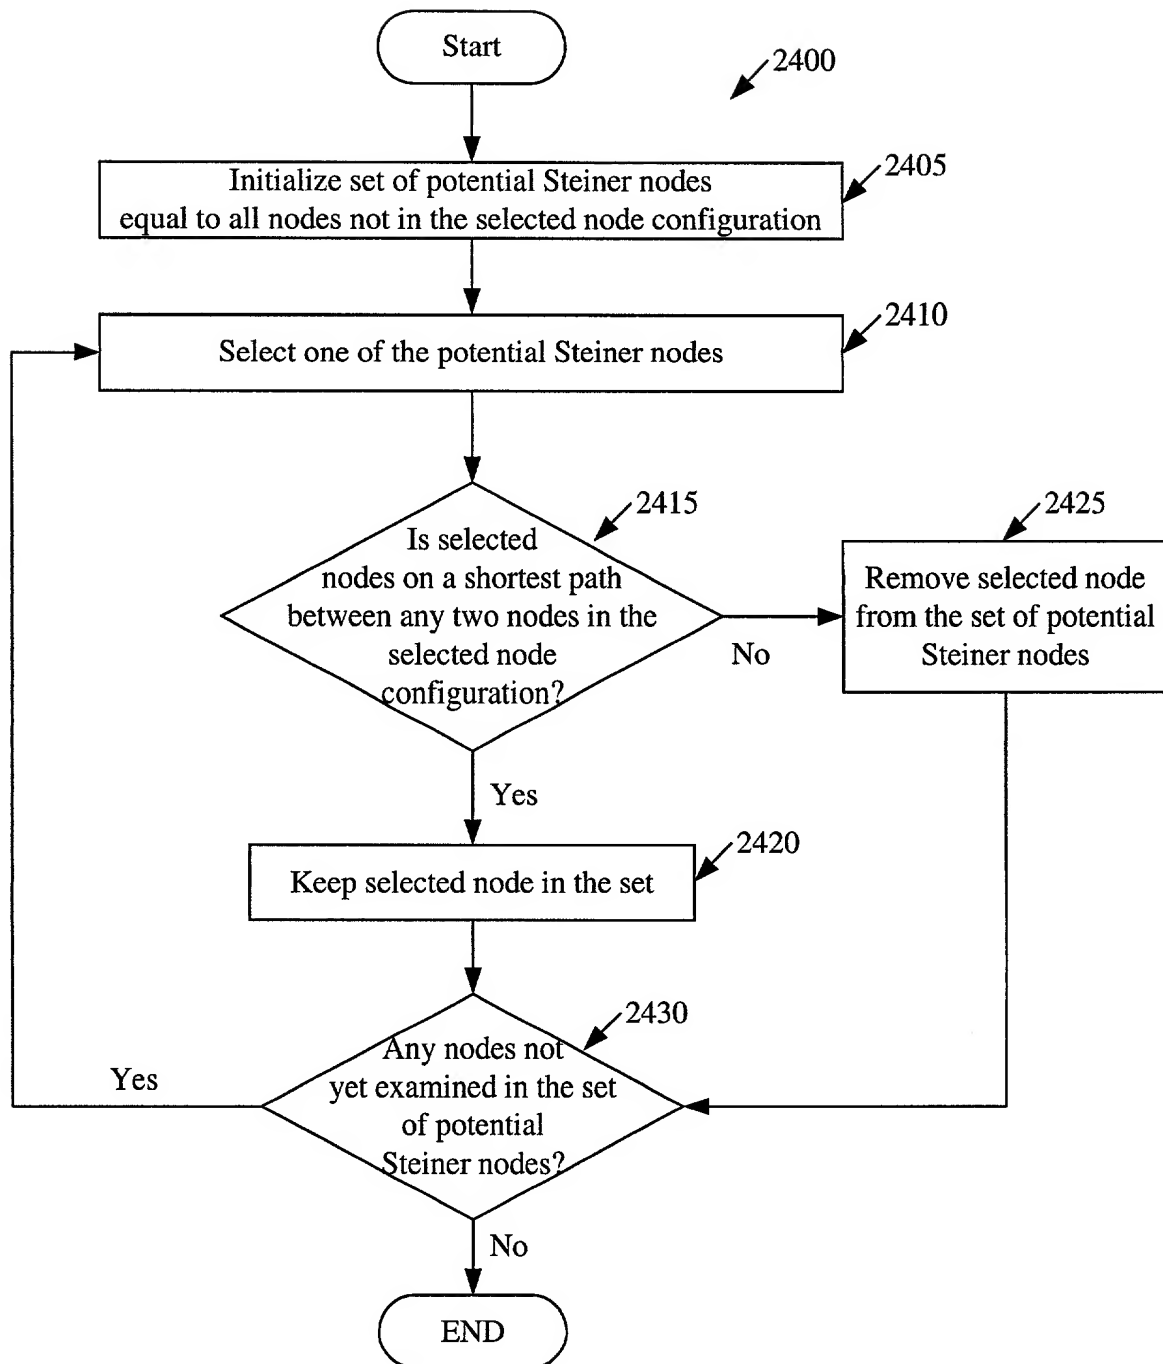 Start
2400
2405
Initialize set of potential Steiner nodes
equal to all nodes not in the selected node configuration
2410
Select one of the potential Steiner nodes
2415
Is selected
nodes on a shortest path
between any two nodes in the
selected node
configuration?
No
2425
Remove selected node
from the set of potential
Steiner nodes
Yes
2420
Keep selected node in the set
2430
Any nodes not
yet examined in the set
of potential
Steiner nodes?
Yes
No
END